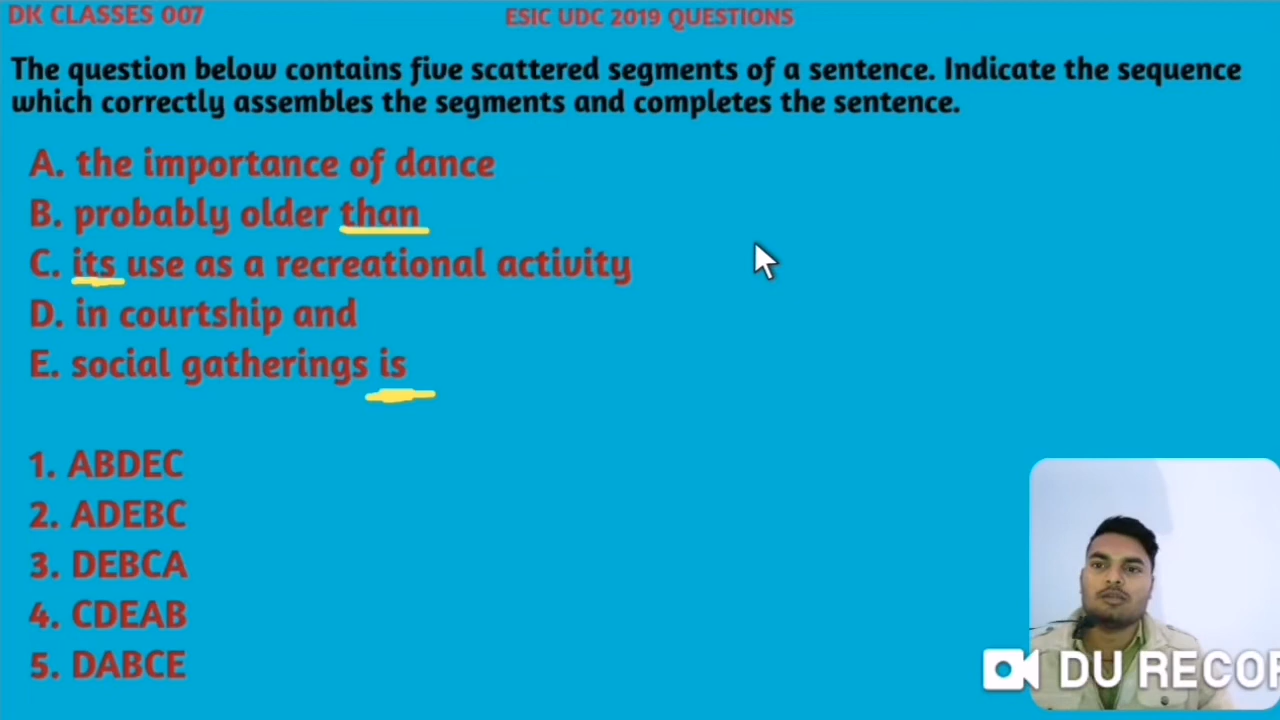 DK CLASSES 007
ESIC UDC 2019 QUESTIONS
The question below contains five scattered segments of a sentence. Indicate the sequence
which correctly assembles the segments and completes the sentence.
A. the importance of dance
B. probably older than
C. its use as a recreational activity
D. in courtship and
E. social gatherings is
1. ABDEC
2. ADEBC
3. DEBCA
4. CDEAB
5. DABCE
DU RECOR